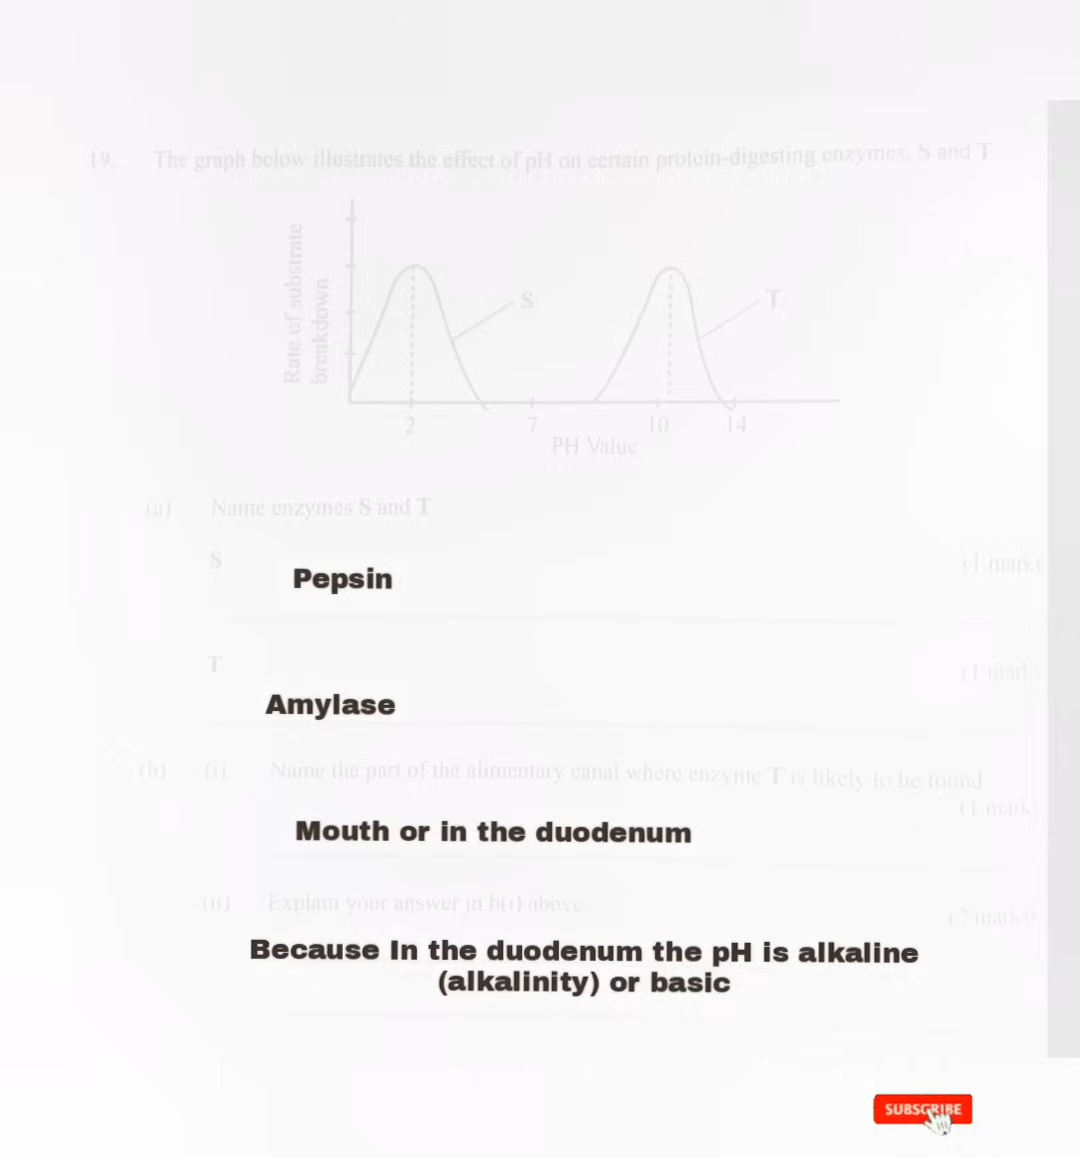 19. The graph below illustrates the effect of pH on certain protein-digesting enzymes, S and T
Rate of substrate
breakdown
S
T
2
7
10
14
PH Value
(a) Name enzymes S and T
S
(1 mark)
Pepsin
T
(1 mark)
Amylase
(b) (i) Name the part of the alimentary canal where enzyme T is likely to be found
(1 mark)
Mouth or in the duodenum
(ii) Explain your answer in b(i) above
(2 marks)
Because In the duodenum the pH is alkaline
(alkalinity) or basic
SUBSCRIBE